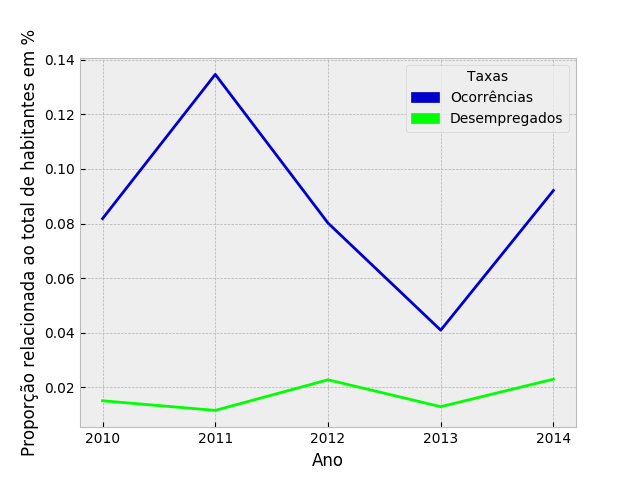 Proporção relacionada ao total de habitantes em %
0.14
0.12
0.10
0.08
0.06
0.04
0.02
Taxas
Ocorrências
Desempregados
2010 2011 2012 2013 2014
Ano